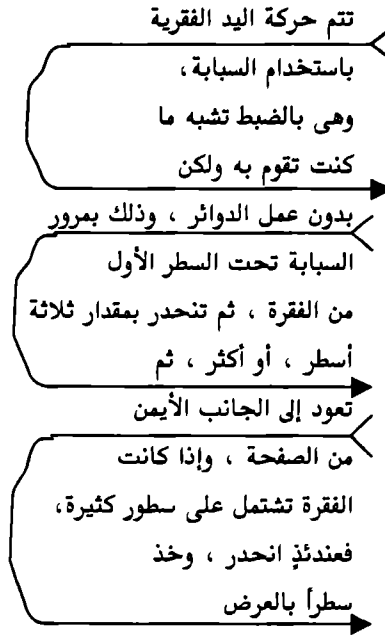 تتم حركة اليد الفقرية
باستخدام السبابة،
وهى بالضبط تشبه ما
كنت تقوم به ولكن
بدون عمل الدوائر ، وذلك بمرور
السبابة تحت السطر الأول
من الفقرة ، ثم تنحدر بمقدار ثلاثة
أسطر ، أو أكثر ، ثم
تعود إلى الجانب الأيمن
من الصفحة ، وإذا كانت
الفقرة تشتمل على سطور كثيرة،
فعندئذٍ انحدر ، وخذ
سطراً بالعرض